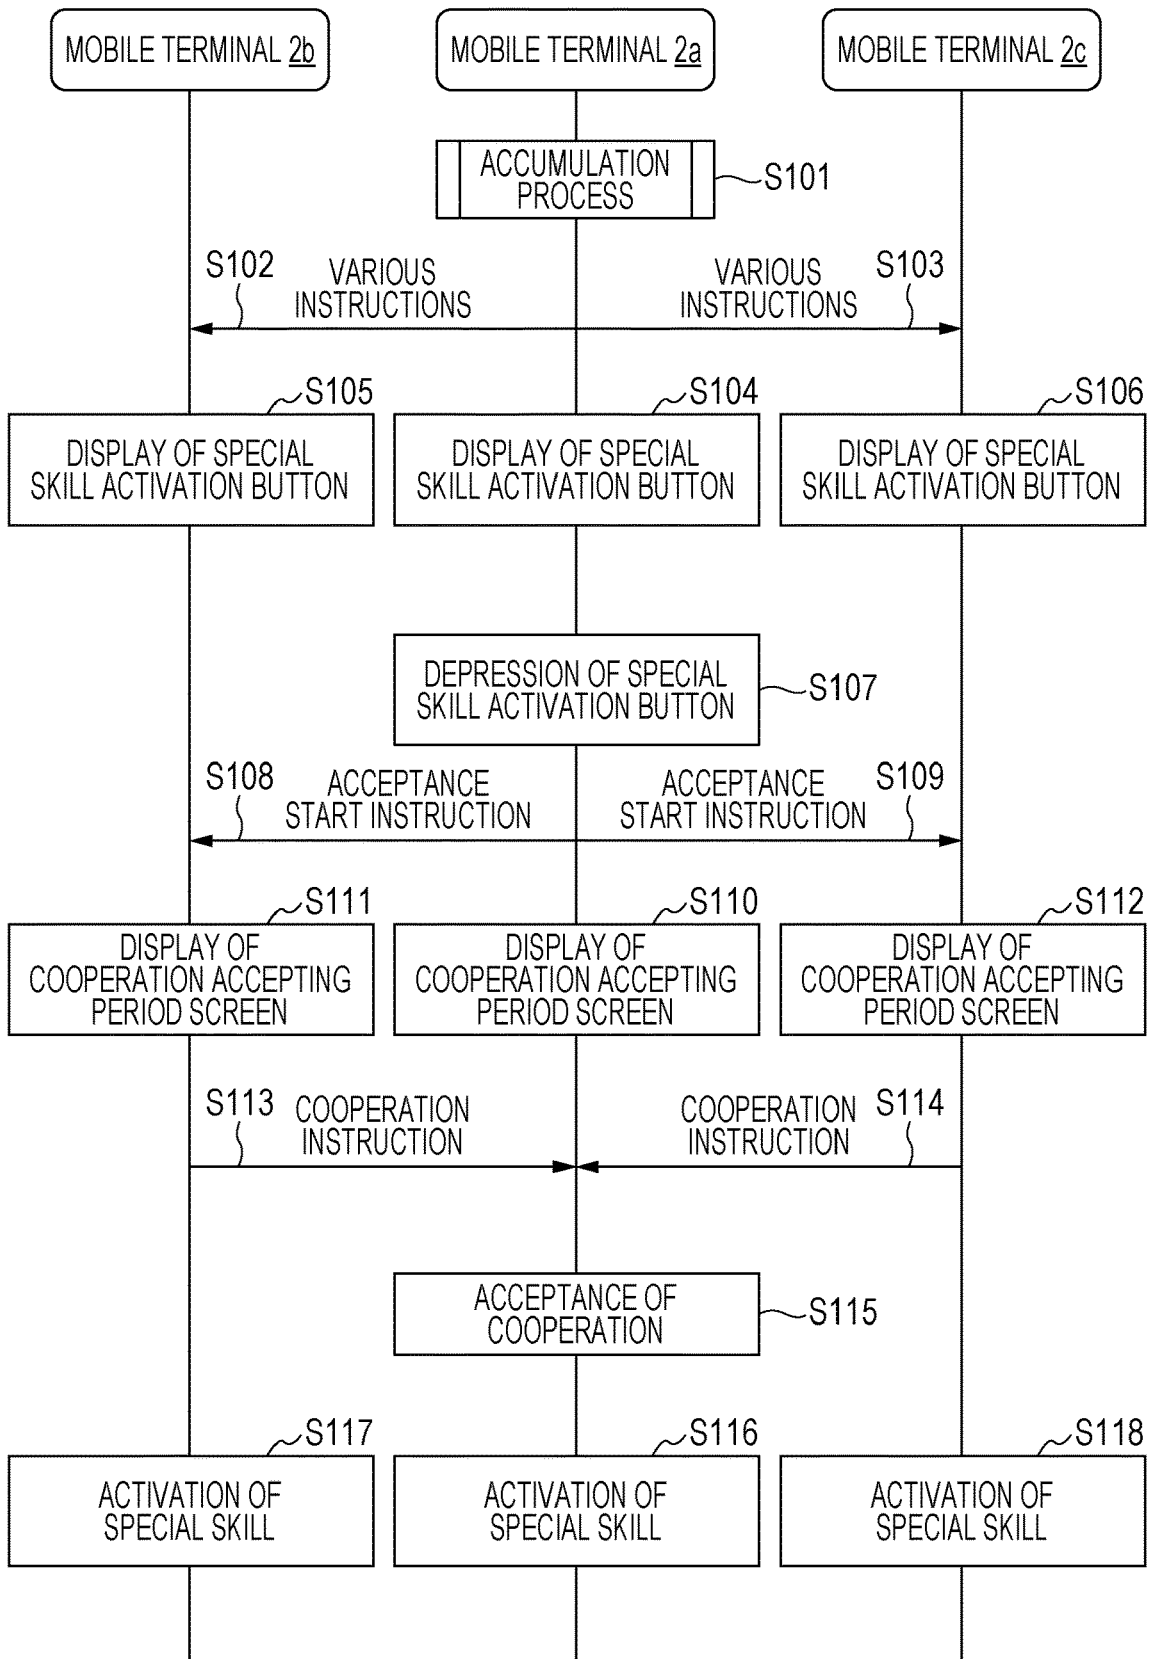 MOBILE TERMINAL 2b
MOBILE TERMINAL 2a
MOBILE TERMINAL 2c
ACCUMULATION
PROCESS
S101
S102
VARIOUS
INSTRUCTIONS
VARIOUS
INSTRUCTIONS
S103
S105
S104
S106
DISPLAY OF SPECIAL
SKILL ACTIVATION BUTTON
DISPLAY OF SPECIAL
SKILL ACTIVATION BUTTON
DISPLAY OF SPECIAL
SKILL ACTIVATION BUTTON
DEPRESSION OF SPECIAL
SKILL ACTIVATION BUTTON
S107
S108
ACCEPTANCE
START INSTRUCTION
ACCEPTANCE
START INSTRUCTION
S109
S111
S110
S112
DISPLAY OF
COOPERATION ACCEPTING
PERIOD SCREEN
DISPLAY OF
COOPERATION ACCEPTING
PERIOD SCREEN
DISPLAY OF
COOPERATION ACCEPTING
PERIOD SCREEN
S113
COOPERATION
INSTRUCTION
COOPERATION
INSTRUCTION
S114
ACCEPTANCE OF
COOPERATION
S115
S117
S116
S118
ACTIVATION OF
SPECIAL SKILL
ACTIVATION OF
SPECIAL SKILL
ACTIVATION OF
SPECIAL SKILL